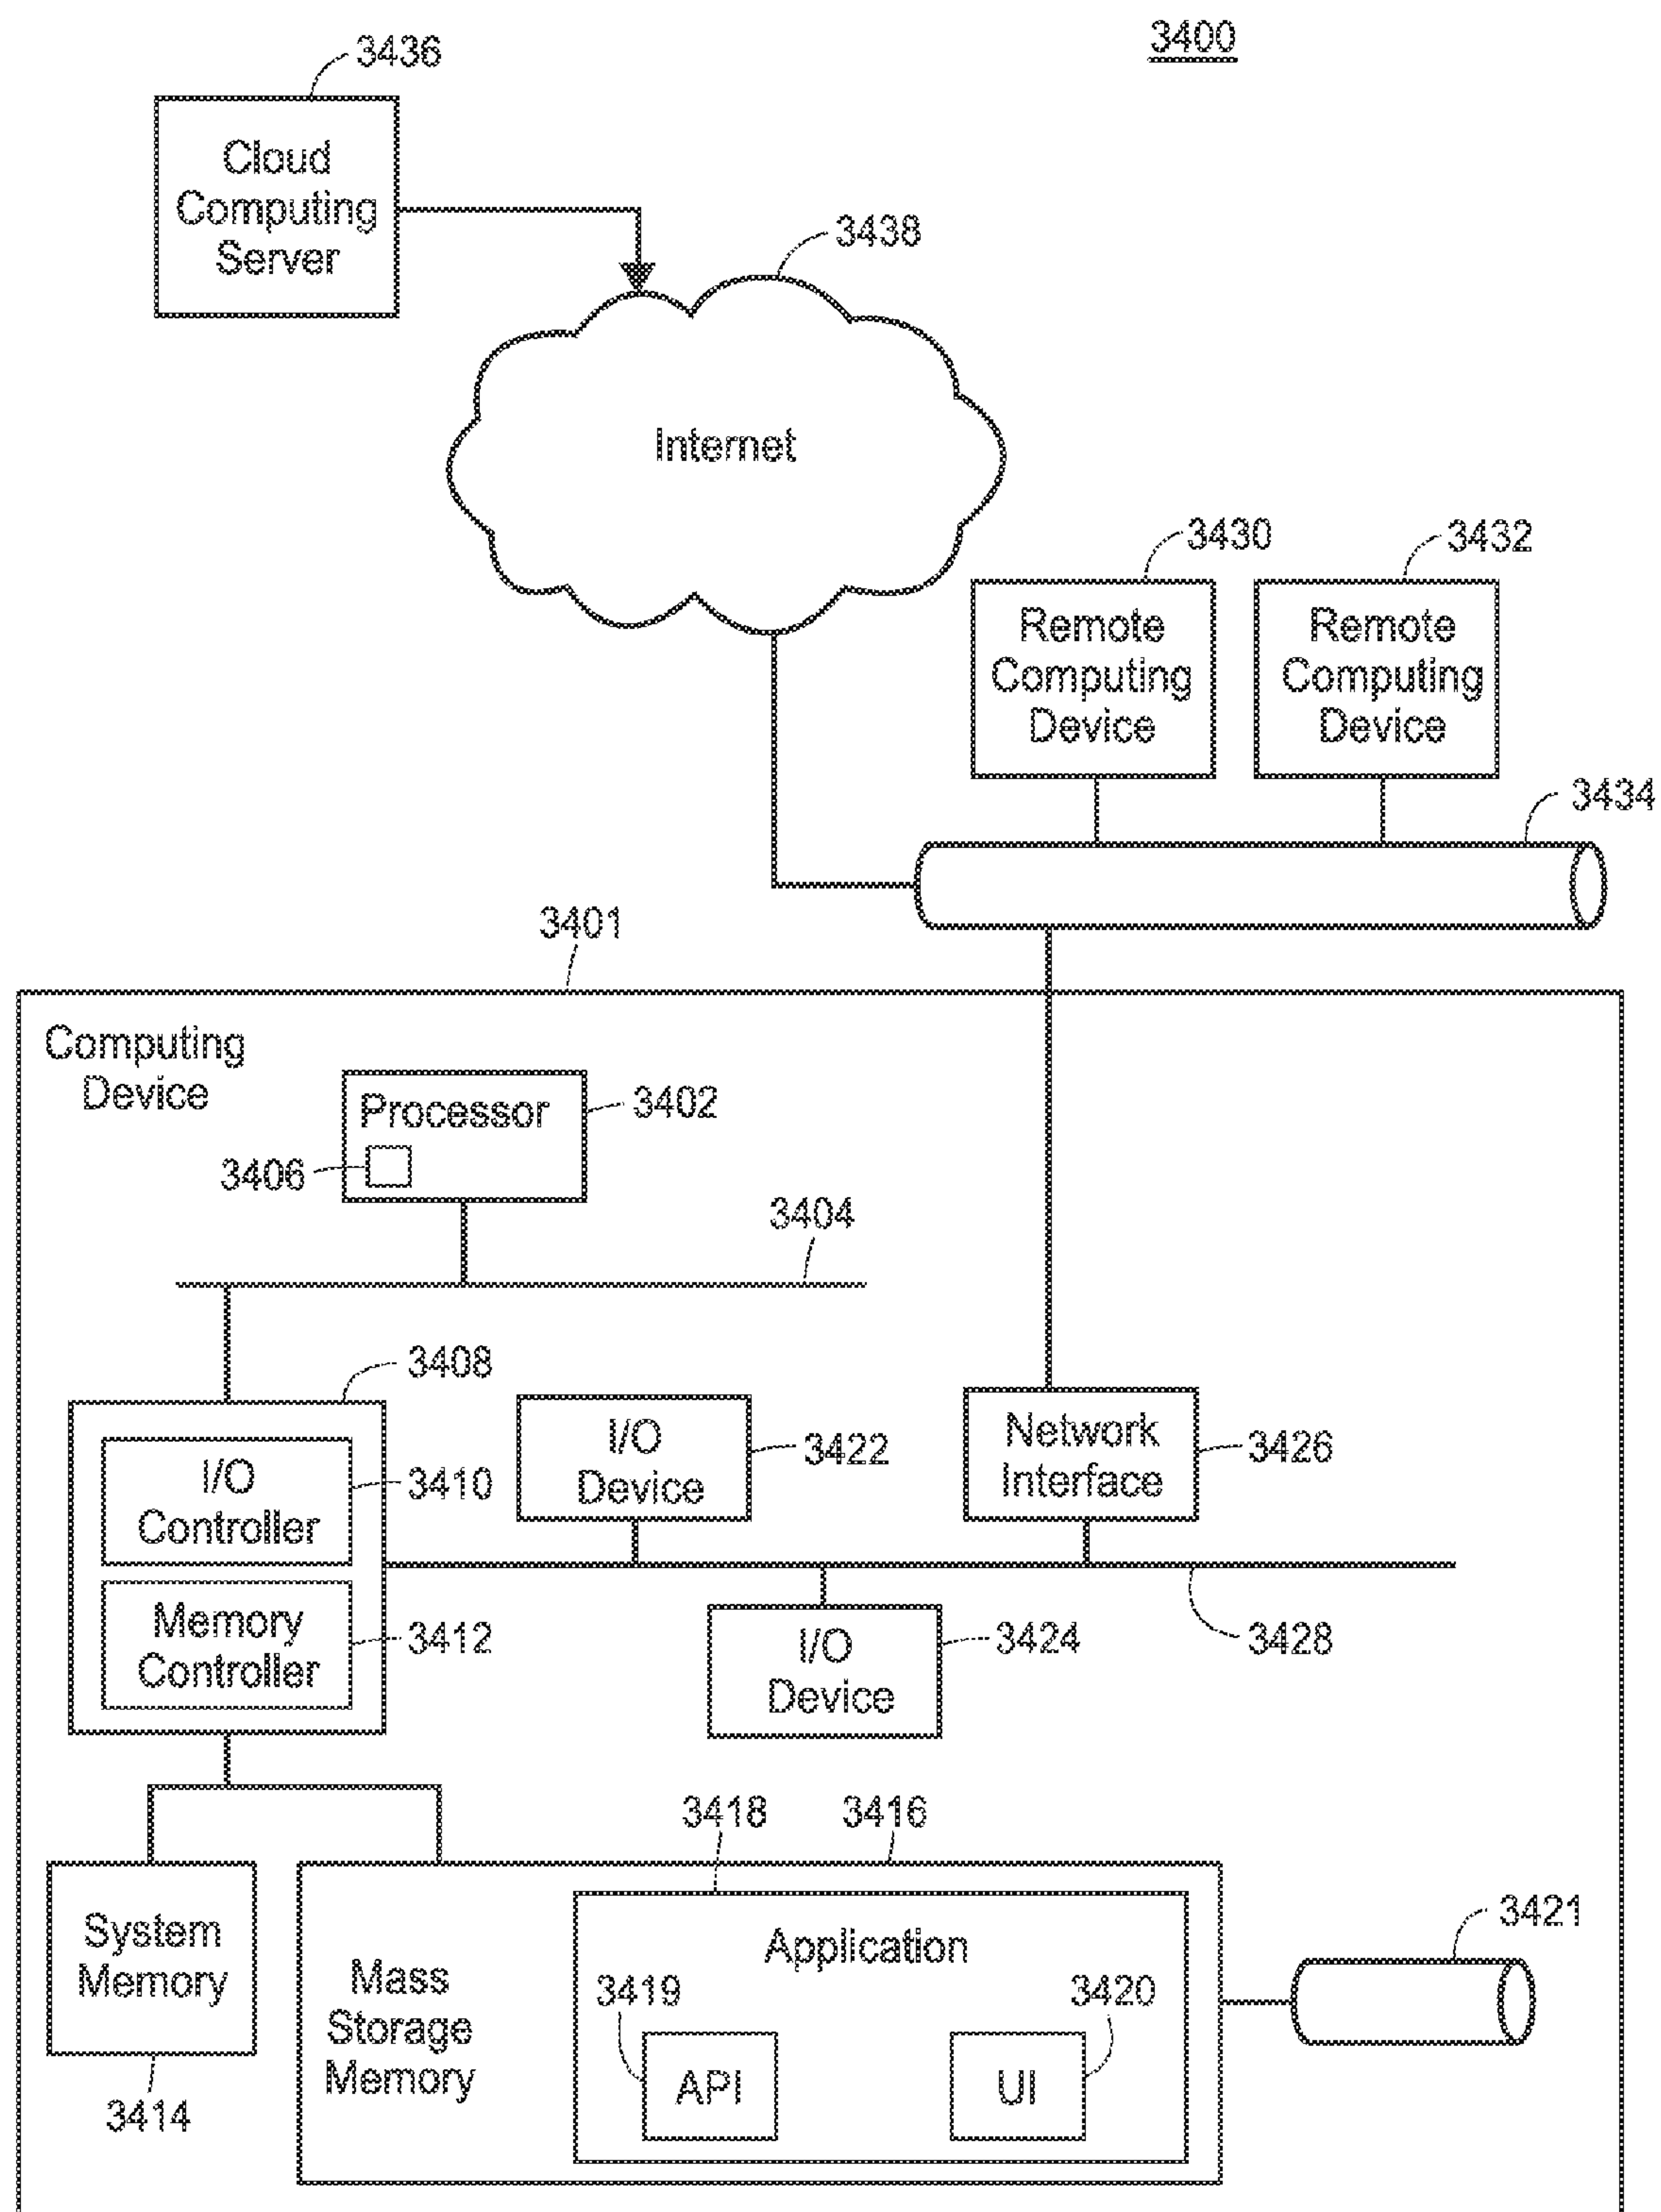 3400
3436
Cloud
Computing
Server
3438
Internet
3430
3432
Remote
Computing
Device
Remote
Computing
Device
3434
3401
Computing
Device
Processor
3402
3406
3404
3408
I/O
Controller
3410
Memory
Controller
3412
I/O
Device
3422
Network
Interface
3426
I/O
Device
3424
3428
3418
3416
System
Memory
3414
Mass
Storage
Memory
Application
3419
API
3420
UI
3421